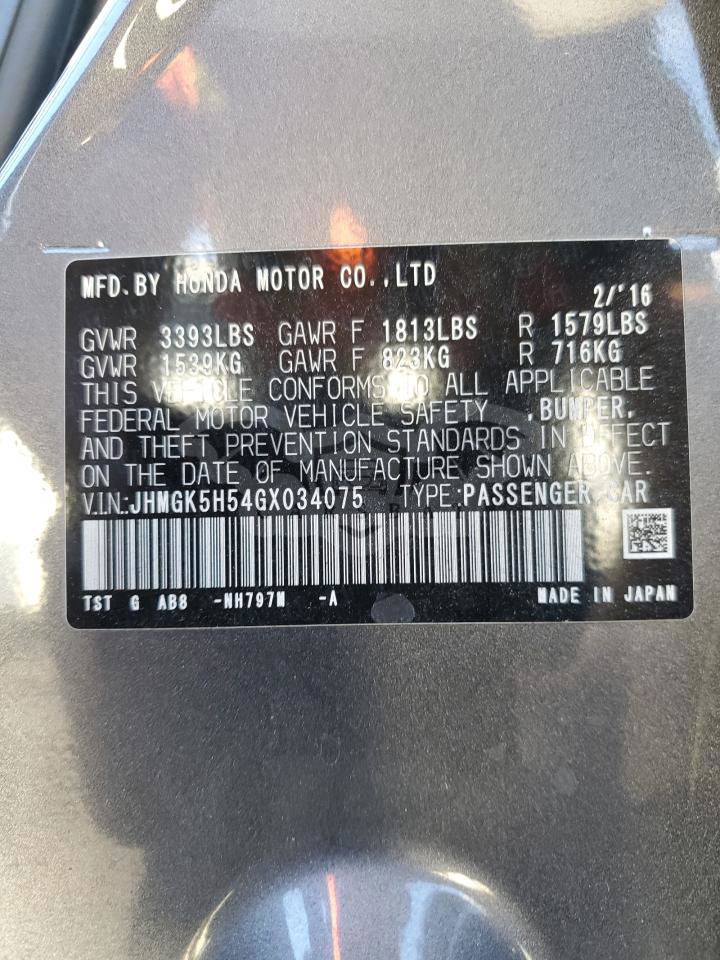 MFD. BY HONDA MOTOR CO.,LTD 2/'16
GVWR 3393LBS GAWR F 1813LBS R 1579LBS
GVWR 1539KG GAWR F 823KG R 716KG
THIS VEHICLE CONFORMS TO ALL APPLICABLE
FEDERAL MOTOR VEHICLE SAFETY ,BUMPER,
AND THEFT PREVENTION STANDARDS IN EFFECT
ON THE DATE OF MANUFACTURE SHOWN ABOVE.
V.I.N.:JHMGK5H54GX034075 TYPE:PASSENGER CAR
TST G AB8 -NH797M -A MADE IN JAPAN